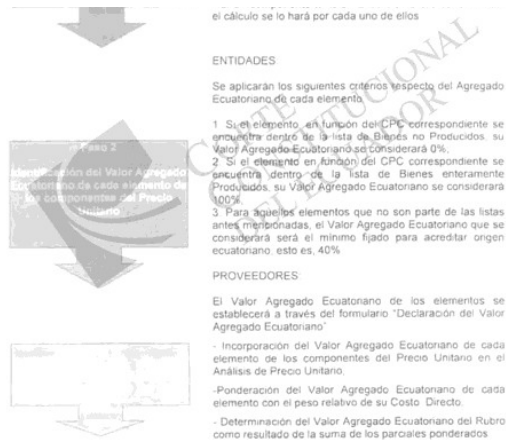 el cálculo se lo hará por cada uno de ellos
ENTIDADES
Se aplicarán los siguientes criterios respecto del Agregado
Ecuatoriano de cada elemento
1 Si el elemento en función del CPC correspondiente se
encuentra dentro de la lista de Bienes no Producidos, su
Valor Agregado Ecuatoriano se considerará 0%,
2 Si el elemento en función del CPC correspondiente se
encuentra dentro de la lista de Bienes enteramente
Producidos, su Valor Agregado Ecuatoriano se considerará
100%.
3. Para aquellos elementos que no son parte de las listas
antes mencionadas, el Valor Agregado Ecuatoriano que se
considerará será el mínimo fijado para acreditar origen
ecuatoriano, esto es, 40%
Paso 2
Identificación del Valor Agregado
Ecuatoriano de cada elemento de
los componentes del Precio
Unitario
PROVEEDORES
El Valor Agregado Ecuatoriano de los elementos se
establecerá a través del formulario "Declaración del Valor
Agregado Ecuatoriano"
- Incorporación del Valor Agregado Ecuatoriano de cada
elemento de los componentes del Precio Unitario en el
Análisis de Precio Unitario,
-Ponderación del Valor Agregado Ecuatoriano de cada
elemento con el peso relativo de su Costo Directo.
- Determinación del Valor Agregado Ecuatoriano del Rubro
como resultado de la suma de los parciales ponderados
CORTE
CONSTITUCIONAL
DEL ECUADOR